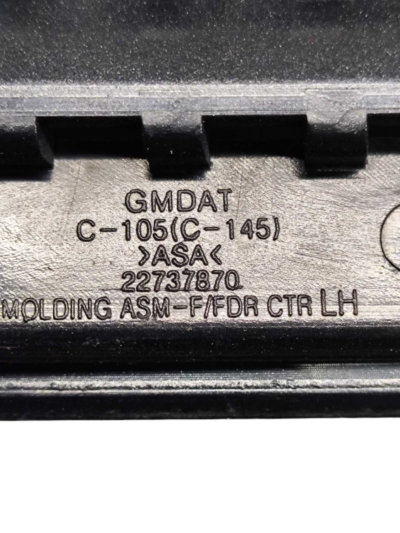 GMDAT
C-105(C-145)
>ASA<
22737870
MOLDING ASM-F/FDR CTR LH